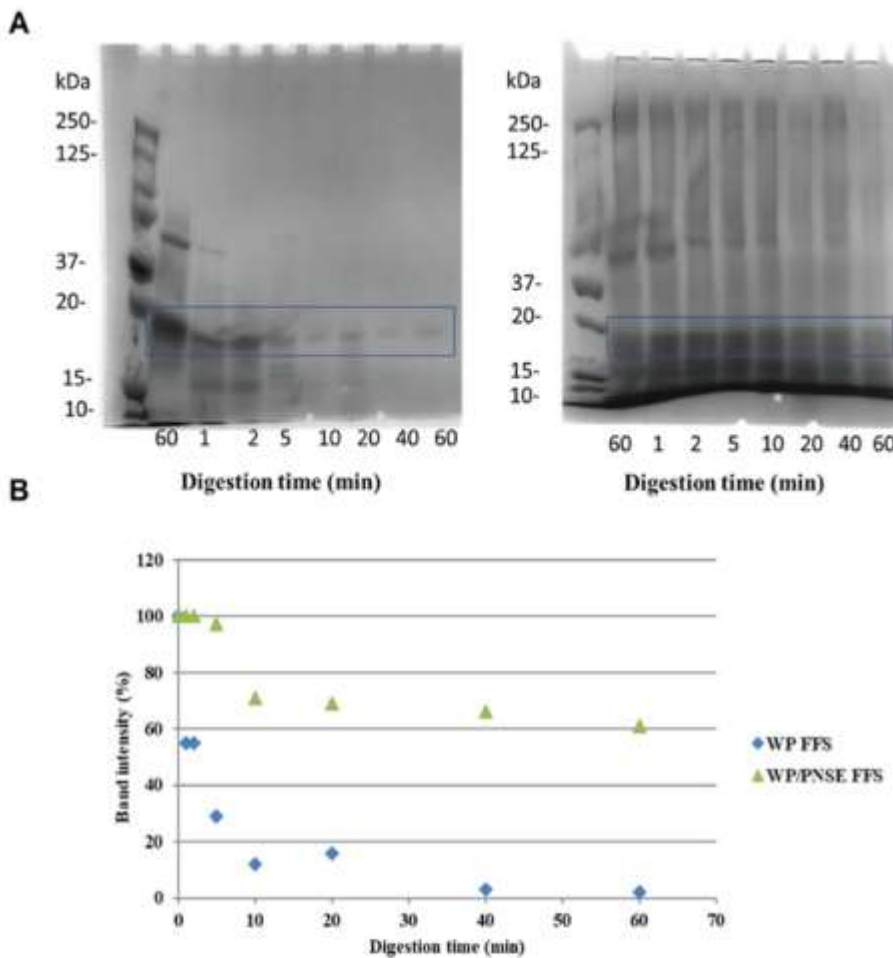 A
kDa
250-
125-
37-
20-
15-
10-
60 1 2 5 10 20 40 60
Digestion time (min)
kDa
250-
125-
37-
20-
15-
10-
60 1 2 5 10 20 40 60
Digestion time (min)
B
120
100
80
60
40
20
0
Band intensity (%)
0 10 20 30 40 50 60 70
Digestion time (min)
WP FFS
WP/PNSE FFS